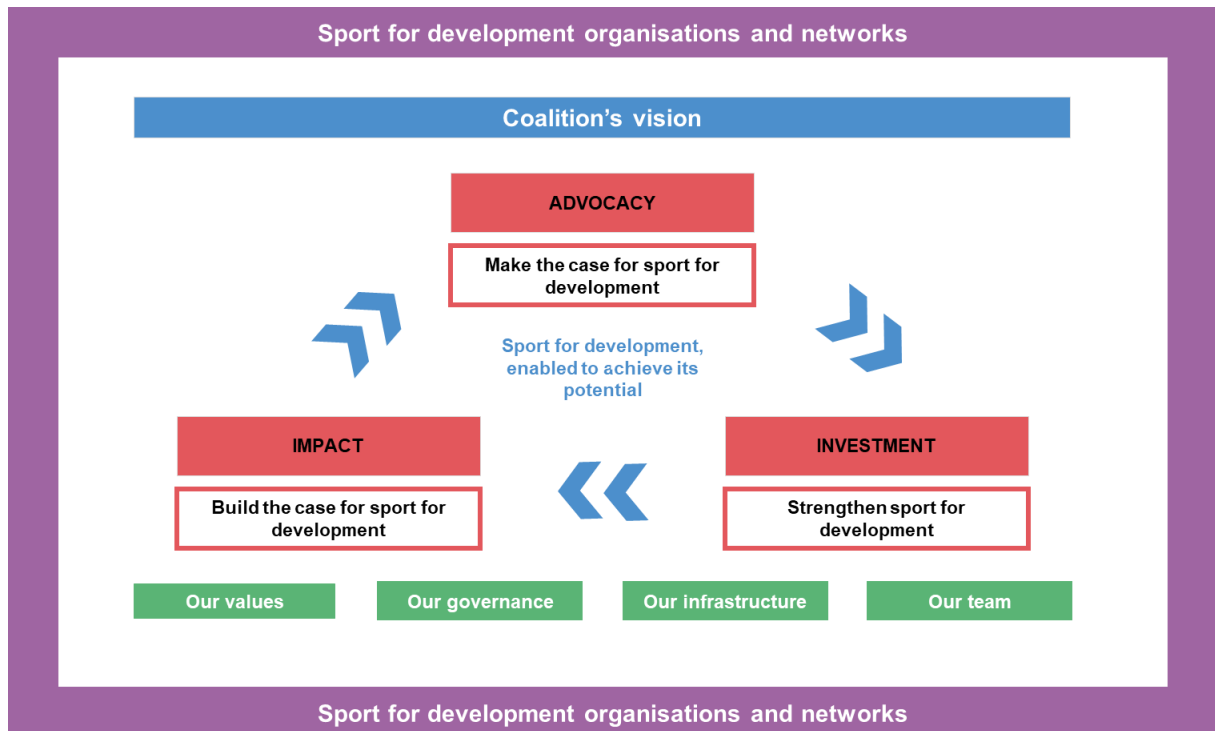 Sport for development organisations and networks
Coalition's vision
ADVOCACY
Make the case for sport for
development
Sport for development,
enabled to achieve its
potential
IMPACT
Build the case for sport for
development
INVESTMENT
Strengthen sport for
development
Our values
Our governance
Our infrastructure
Our team
Sport for development organisations and networks